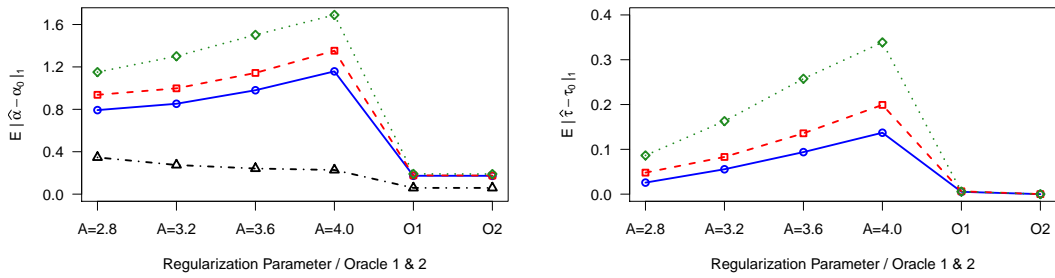 E | α̂ − α₀ |₁
1.6
1.2
0.8
0.4
0.0
A=2.8 A=3.2 A=3.6 A=4.0 O1 O2
Regularization Parameter / Oracle 1 & 2
E | τ̂ − τ₀ |₁
0.4
0.3
0.2
0.1
0.0
A=2.8 A=3.2 A=3.6 A=4.0 O1 O2
Regularization Parameter / Oracle 1 & 2